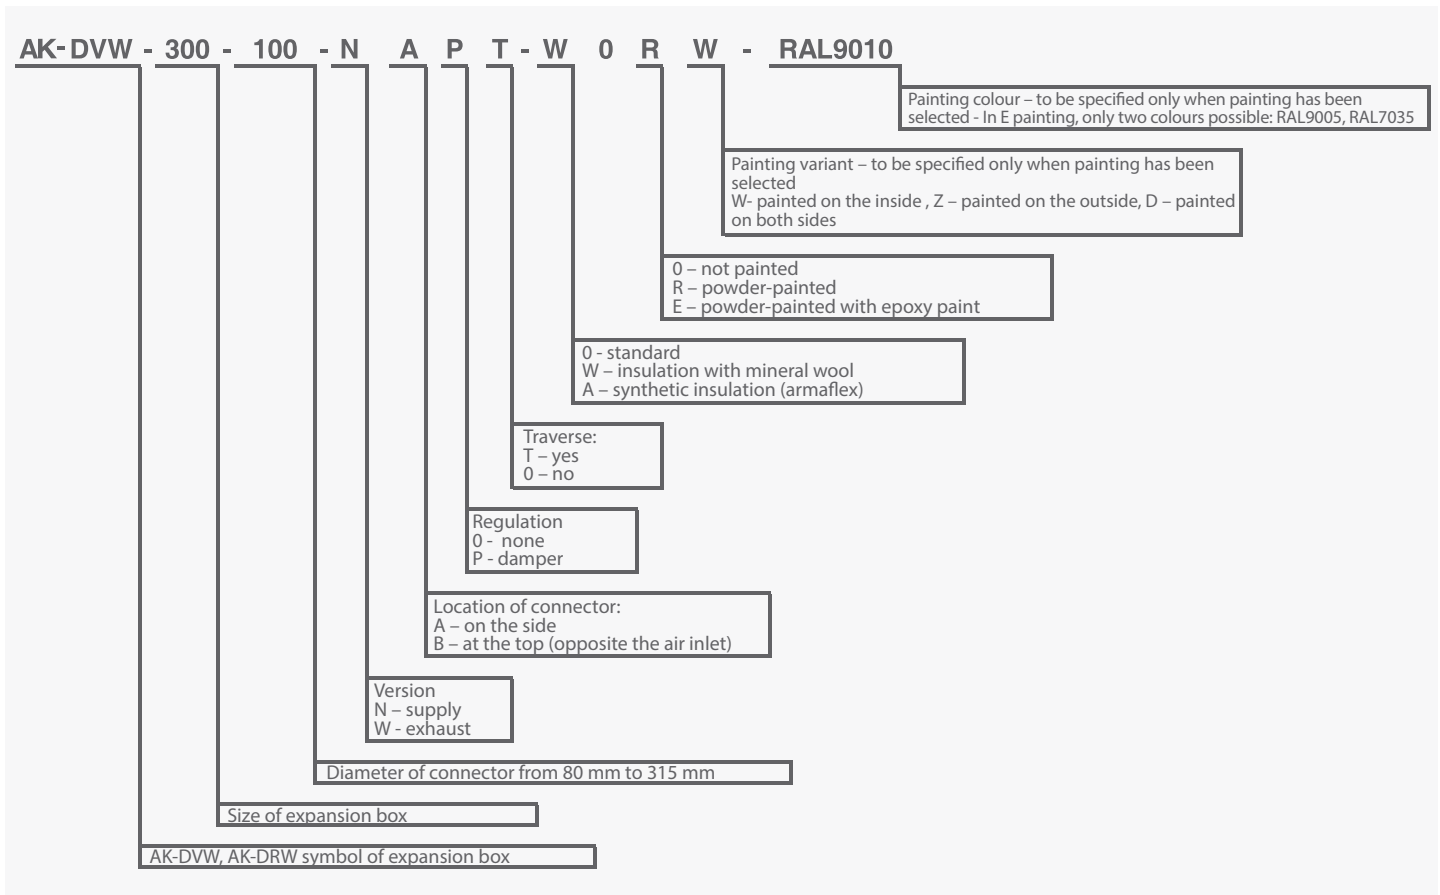 AK-DVW - 300 - 100 - N A P T - W 0 R W - RAL9010
Painting colour – to be specified only when painting has been
selected - In E painting, only two colours possible: RAL9005, RAL7035
Painting variant – to be specified only when painting has been
selected
W- painted on the inside , Z – painted on the outside, D – painted
on both sides
0 – not painted
R – powder-painted
E – powder-painted with epoxy paint
0 - standard
W – insulation with mineral wool
A – synthetic insulation (armaflex)
Traverse:
T – yes
0 – no
Regulation
0 - none
P - damper
Location of connector:
A – on the side
B – at the top (opposite the air inlet)
Version
N – supply
W - exhaust
Diameter of connector from 80 mm to 315 mm
Size of expansion box
AK-DVW, AK-DRW symbol of expansion box